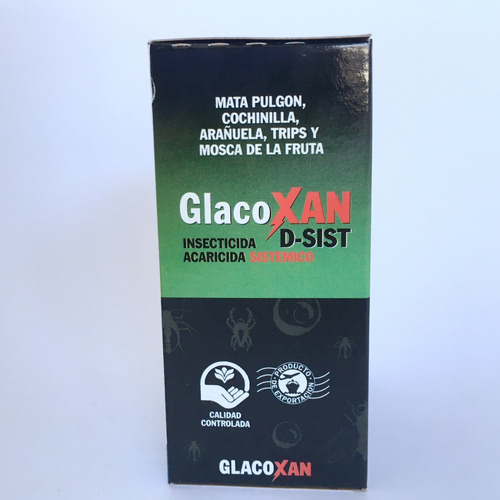 MATA PULGON,
COCHINILLA,
ARAÑUELA, TRIPS Y
MOSCA DE LA FRUTA
GlacoXAN
D-SIST
INSECTICIDA
ACARICIDA SISTEMICO
CALIDAD
CONTROLADA
·PRODUCTO·
DE EXPORTACION
GLACOXAN